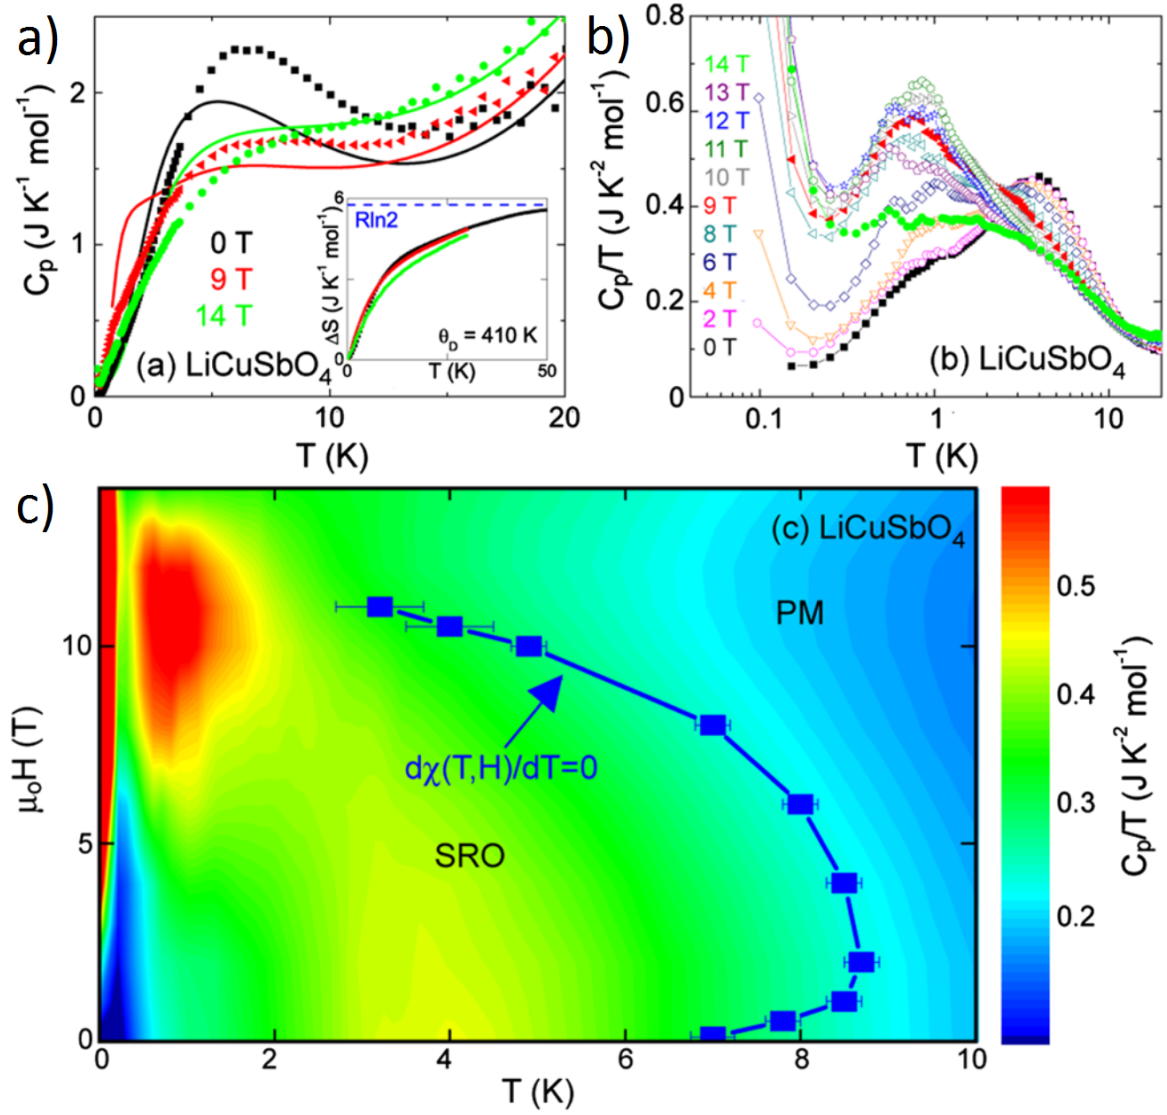 a)
Cp (J K-1 mol-1)
2
1
0
0 T
9 T
14 T
(a) LiCuSbO4
0
10
20
T (K)
6
Rln2
ΔS (J K-1 mol-1)
θD = 410 K
0
0
T (K)
50
b)
Cp/T (J K-2 mol-1)
0.8
0.6
0.4
0.2
0
14 T
13 T
12 T
11 T
10 T
9 T
8 T
6 T
4 T
2 T
0 T
(b) LiCuSbO4
0.1
1
10
T (K)
c)
(c) LiCuSbO4
PM
dχ(T,H)/dT=0
SRO
μoH (T)
10
5
0
0
2
4
6
8
10
T (K)
0.5
0.4
0.3
0.2
Cp/T (J K-2 mol-1)